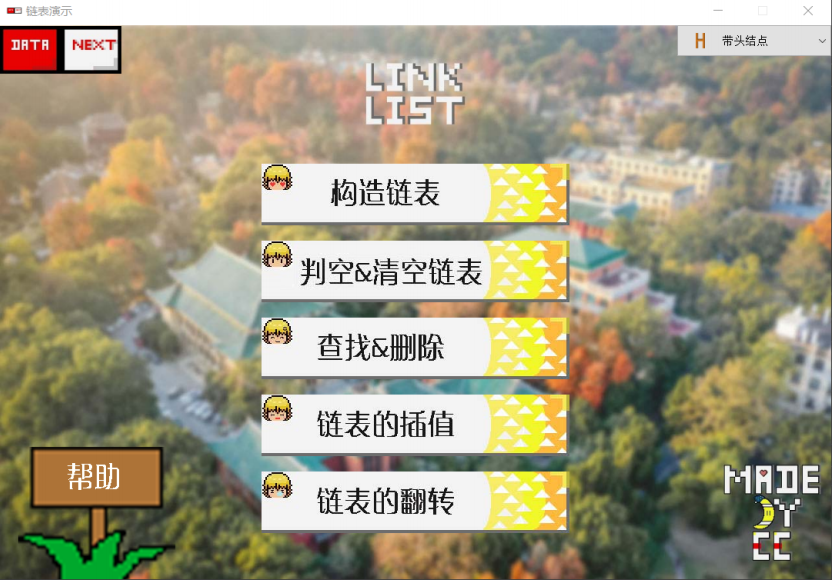 链表演示
DATA NEXT
H 带头结点
LINK
LIST
构造链表
判空&清空链表
查找&删除
链表的插值
链表的翻转
帮助
MADE
BY
CC